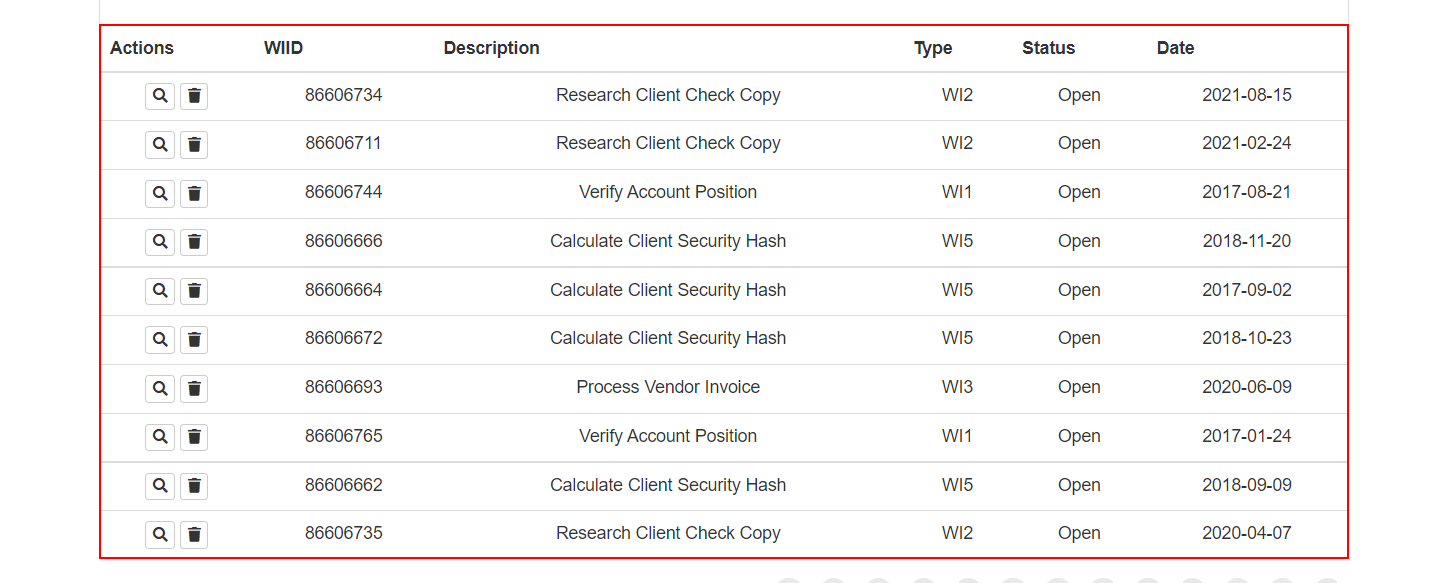 Actions WIID Description Type Status Date
86606734 Research Client Check Copy WI2 Open 2021-08-15
86606711 Research Client Check Copy WI2 Open 2021-02-24
86606744 Verify Account Position WI1 Open 2017-08-21
86606666 Calculate Client Security Hash WI5 Open 2018-11-20
86606664 Calculate Client Security Hash WI5 Open 2017-09-02
86606672 Calculate Client Security Hash WI5 Open 2018-10-23
86606693 Process Vendor Invoice WI3 Open 2020-06-09
86606765 Verify Account Position WI1 Open 2017-01-24
86606662 Calculate Client Security Hash WI5 Open 2018-09-09
86606735 Research Client Check Copy WI2 Open 2020-04-07